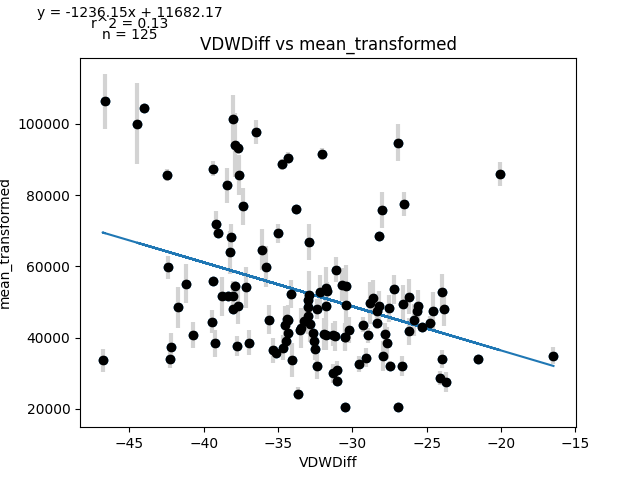 y = -1236.15x + 11682.17
r^2 = 0.13
n = 125
VDWDiff vs mean_transformed
mean_transformed
100000
80000
60000
40000
20000
−45 −40 −35 −30 −25 −20 −15
VDWDiff